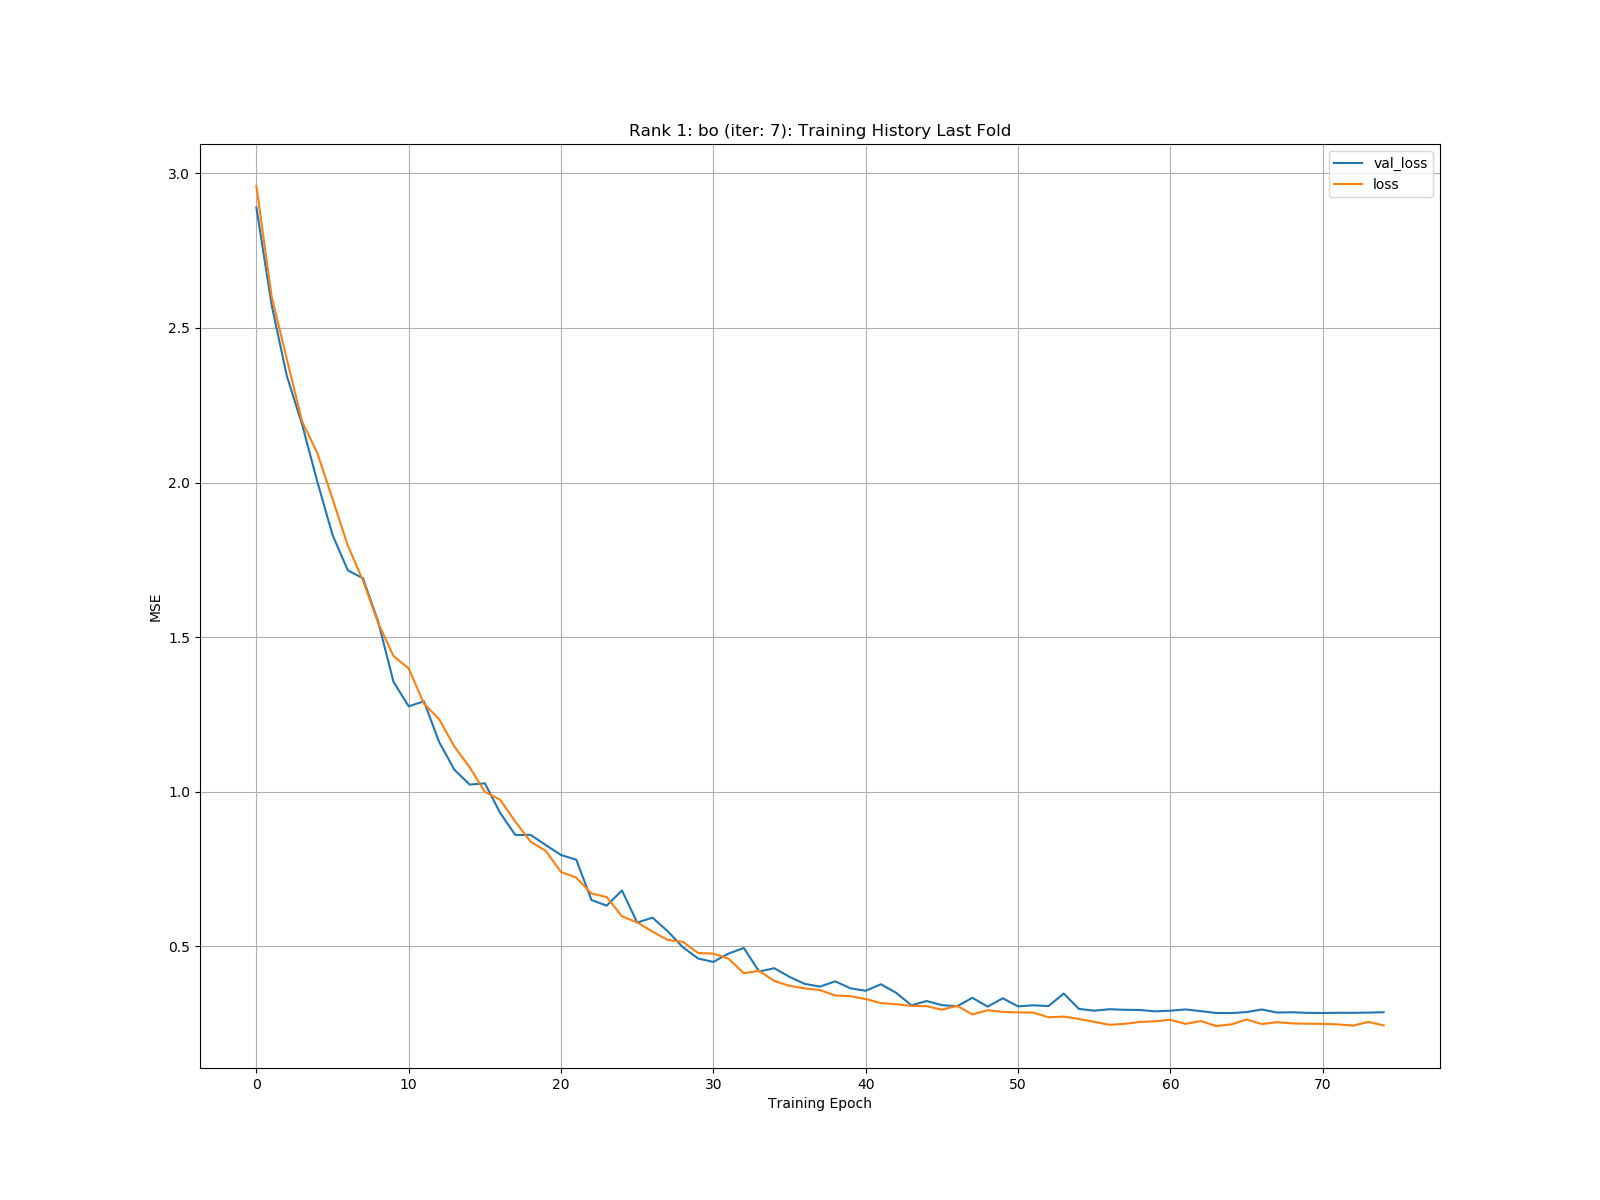 Rank 1: bo (iter: 7): Training History Last Fold
val_loss
loss
3.0
2.5
2.0
1.5
1.0
0.5
MSE
0 10 20 30 40 50 60 70
Training Epoch